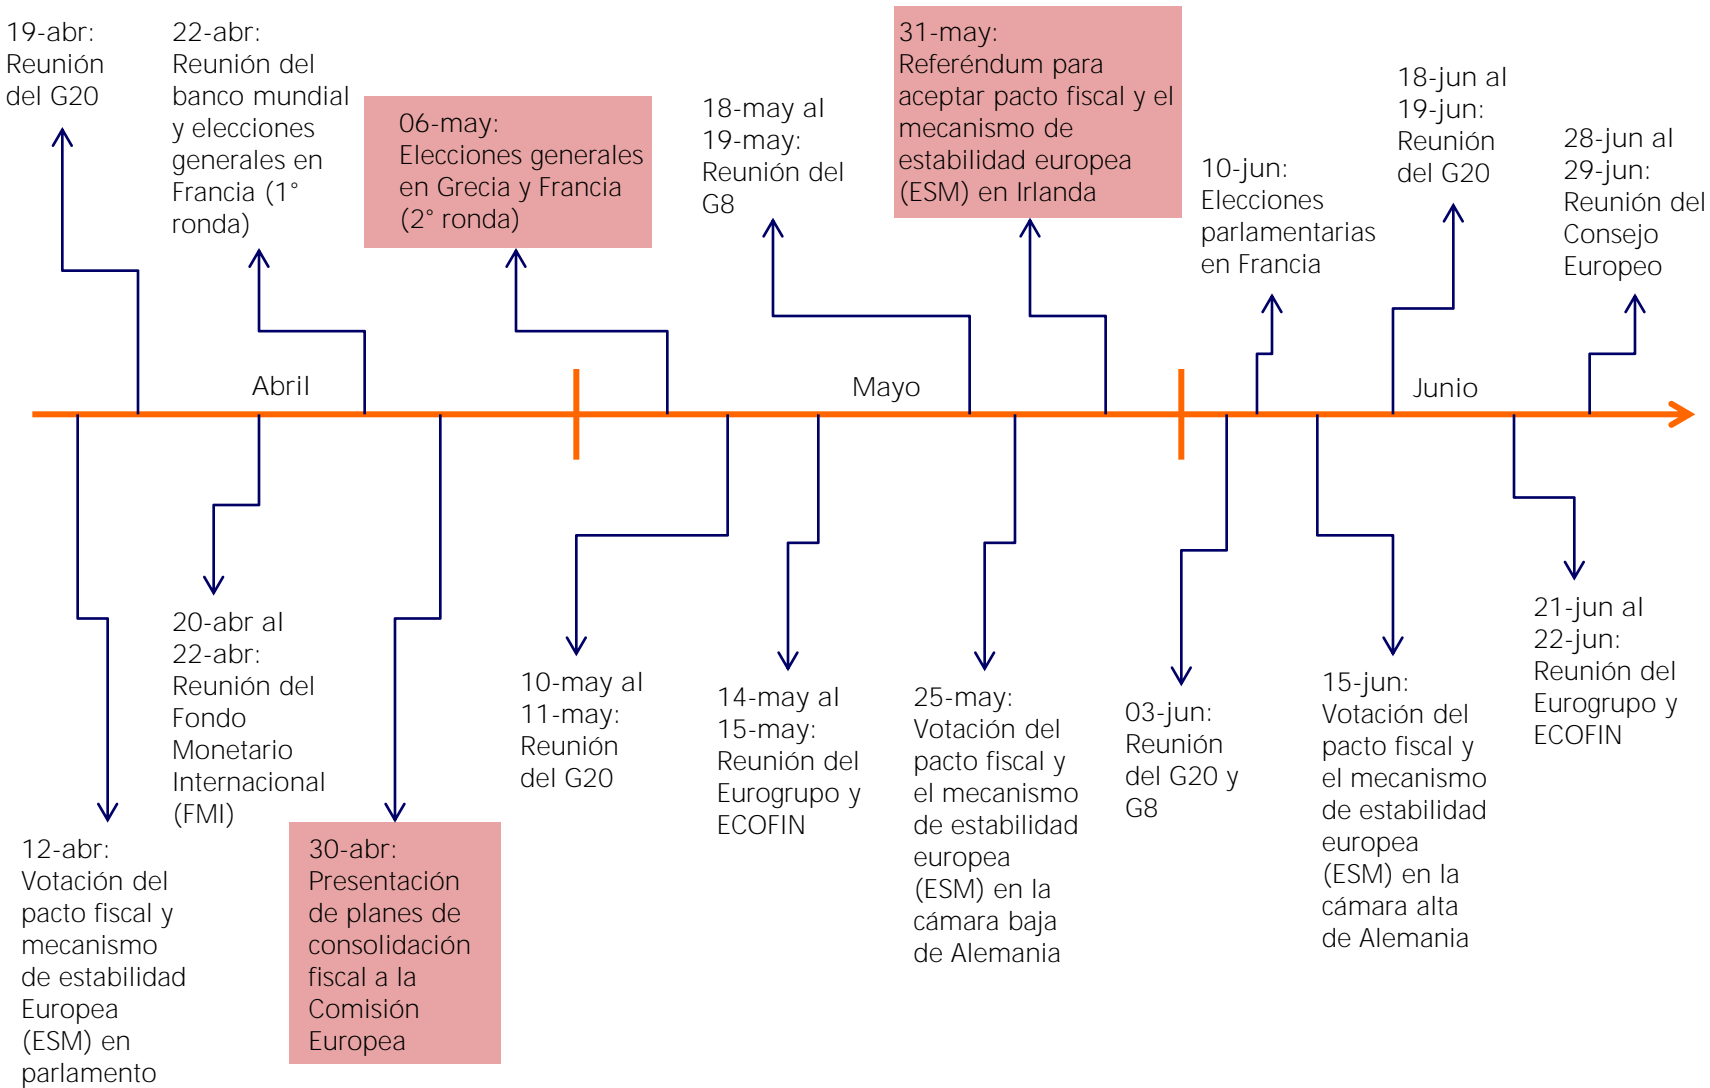 19-abr:
Reunión
del G20
22-abr:
Reunión del
banco mundial
y elecciones
generales en
Francia (1°
ronda)
06-may:
Elecciones generales
en Grecia y Francia
(2° ronda)
18-may al
19-may:
Reunión del
G8
31-may:
Referéndum para
aceptar pacto fiscal y el
mecanismo de
estabilidad europea
(ESM) en Irlanda
10-jun:
Elecciones
parlamentarias
en Francia
18-jun al
19-jun:
Reunión
del G20
28-jun al
29-jun:
Reunión del
Consejo
Europeo
Abril
Mayo
Junio
12-abr:
Votación del
pacto fiscal y
mecanismo
de estabilidad
Europea
(ESM) en
parlamento
20-abr al
22-abr:
Reunión del
Fondo
Monetario
Internacional
(FMI)
30-abr:
Presentación
de planes de
consolidación
fiscal a la
Comisión
Europea
10-may al
11-may:
Reunión
del G20
14-may al
15-may:
Reunión del
Eurogrupo y
ECOFIN
25-may:
Votación del
pacto fiscal y
el mecanismo
de estabilidad
europea
(ESM) en la
cámara baja
de Alemania
03-jun:
Reunión
del G20 y
G8
15-jun:
Votación del
pacto fiscal y
el mecanismo
de estabilidad
europea
(ESM) en la
cámara alta
de Alemania
21-jun al
22-jun:
Reunión del
Eurogrupo y
ECOFIN